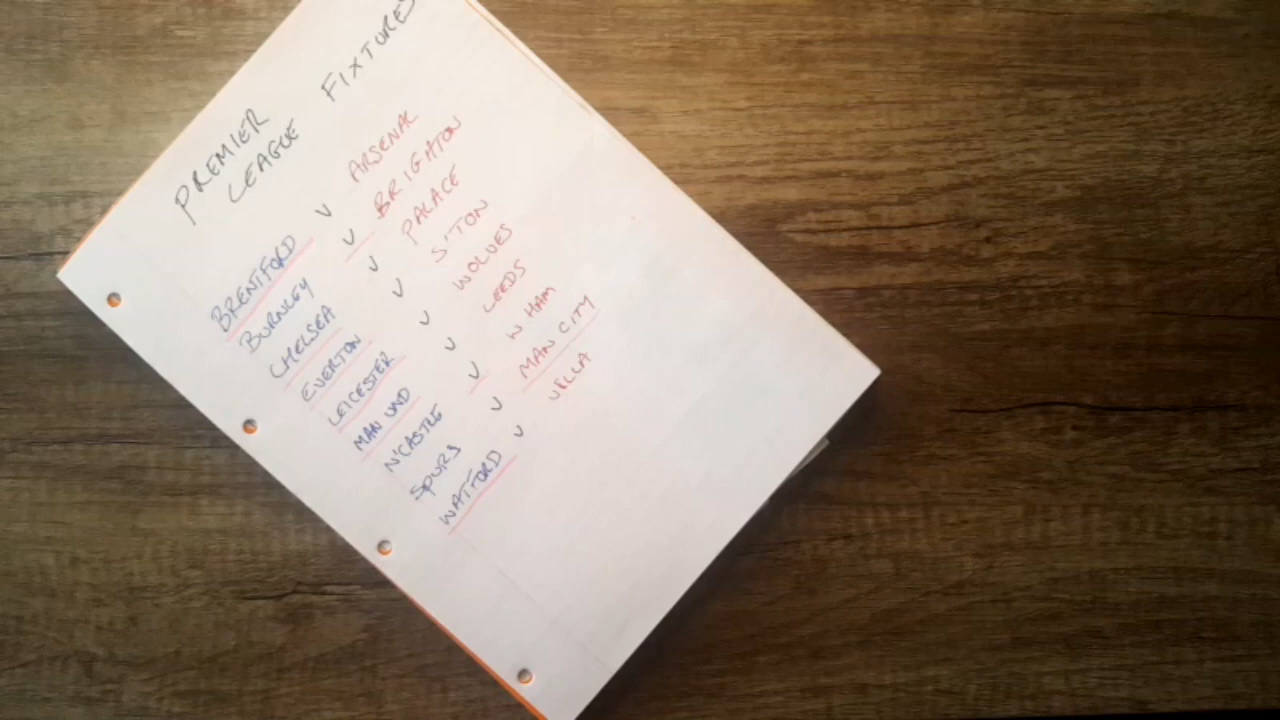 PREMIER LEAGUE FIXTURES
BRENTFORD V ARSENAL
BURNLEY V BRIGHTON
CHELSEA V PALACE
EVERTON V S'TON
LEICESTER V WOLVES
MAN UND V LEEDS
N'CASTLE V W HAM
SPURS V MAN CITY
WATFORD V VILLA